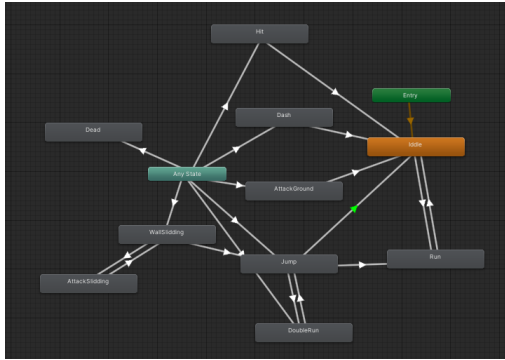 Hit
Entry
Dash
Dead
Iddle
Any State
AttackGround
WallSlidding
Run
Jump
AttackSlidding
DoubleRun